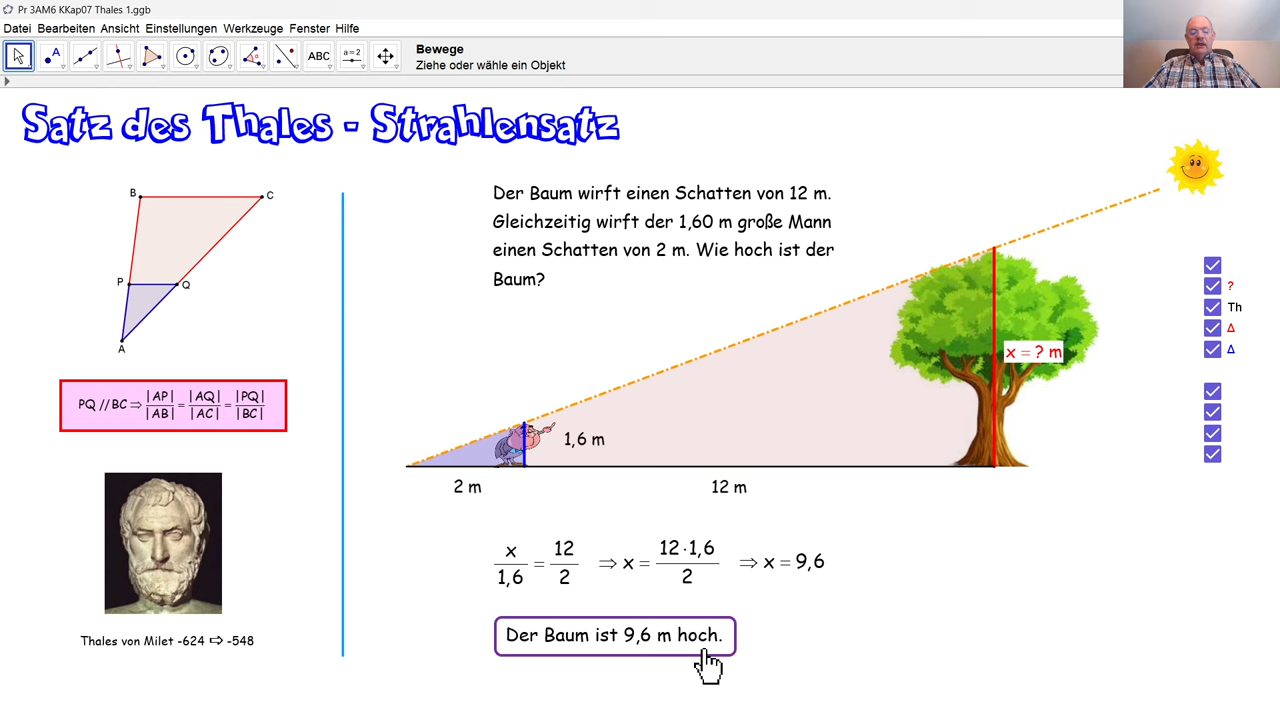 Pr 3AM6 KKap07 Thales 1.ggb
Datei Bearbeiten Ansicht Einstellungen Werkzeuge Fenster Hilfe
A
ABC
a=2
Bewege
Ziehe oder wähle ein Objekt
Satz des Thales - Strahlensatz
B
C
P
Q
A
PQ // BC ⇒ |AP|/|AB| = |AQ|/|AC| = |PQ|/|BC|
Thales von Milet -624 ⇨ -548
Der Baum wirft einen Schatten von 12 m.
Gleichzeitig wirft der 1,60 m große Mann
einen Schatten von 2 m. Wie hoch ist der
Baum?
x = ? m
1,6 m
2 m
12 m
x/1,6 = 12/2 ⇒ x = 12·1,6/2 ⇒ x = 9,6
Der Baum ist 9,6 m hoch.
?
Th
Δ
Δ